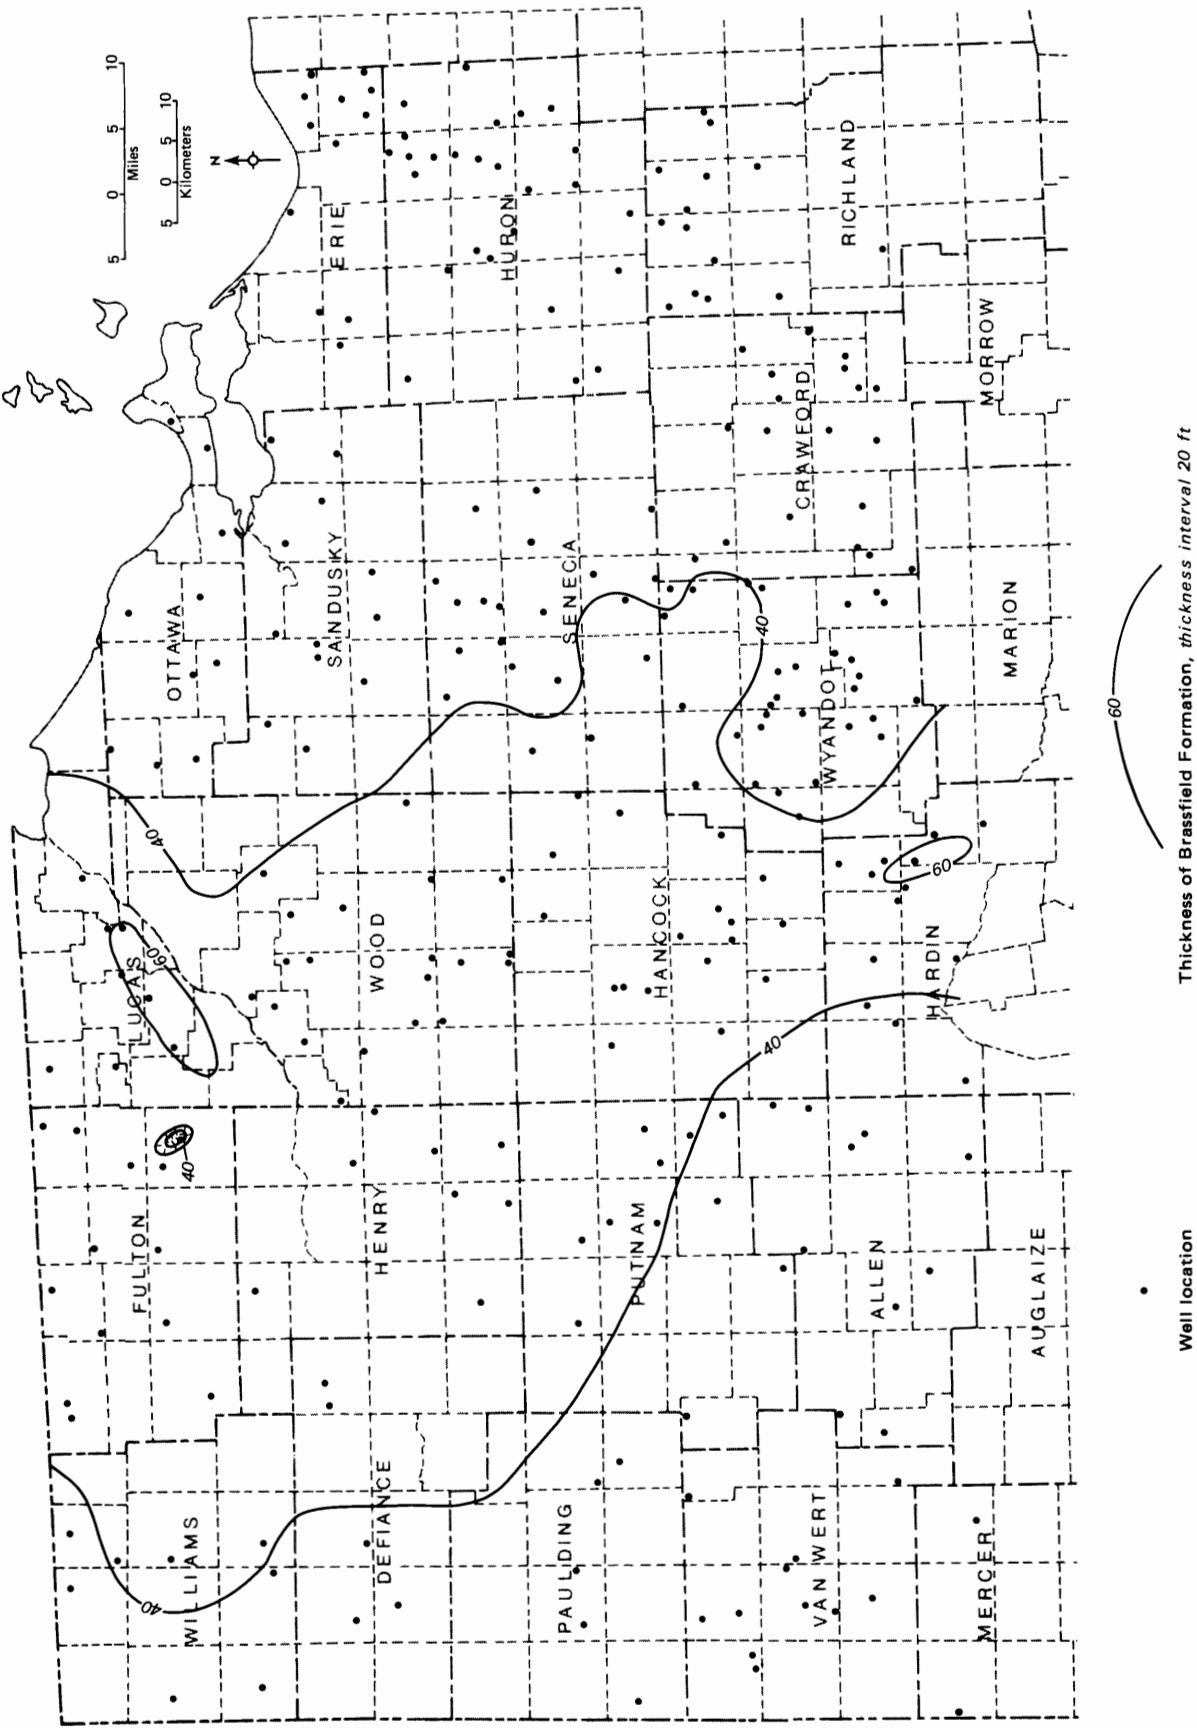 5 0 5 10
Miles
5 0 5 10
Kilometers
N
WILLIAMS
FULTON
LUCAS
OTTAWA
ERIE
DEFIANCE
HENRY
WOOD
SANDUSKY
HURON
PAULDING
PUTNAM
HANCOCK
SENECA
VAN WERT
ALLEN
HARDIN
WYANDOT
CRAWFORD
RICHLAND
MERCER
AUGLAIZE
MARION
MORROW
40
40
60
40
40
40
60
60
Well location
Thickness of Brassfield Formation, thickness interval 20 ft